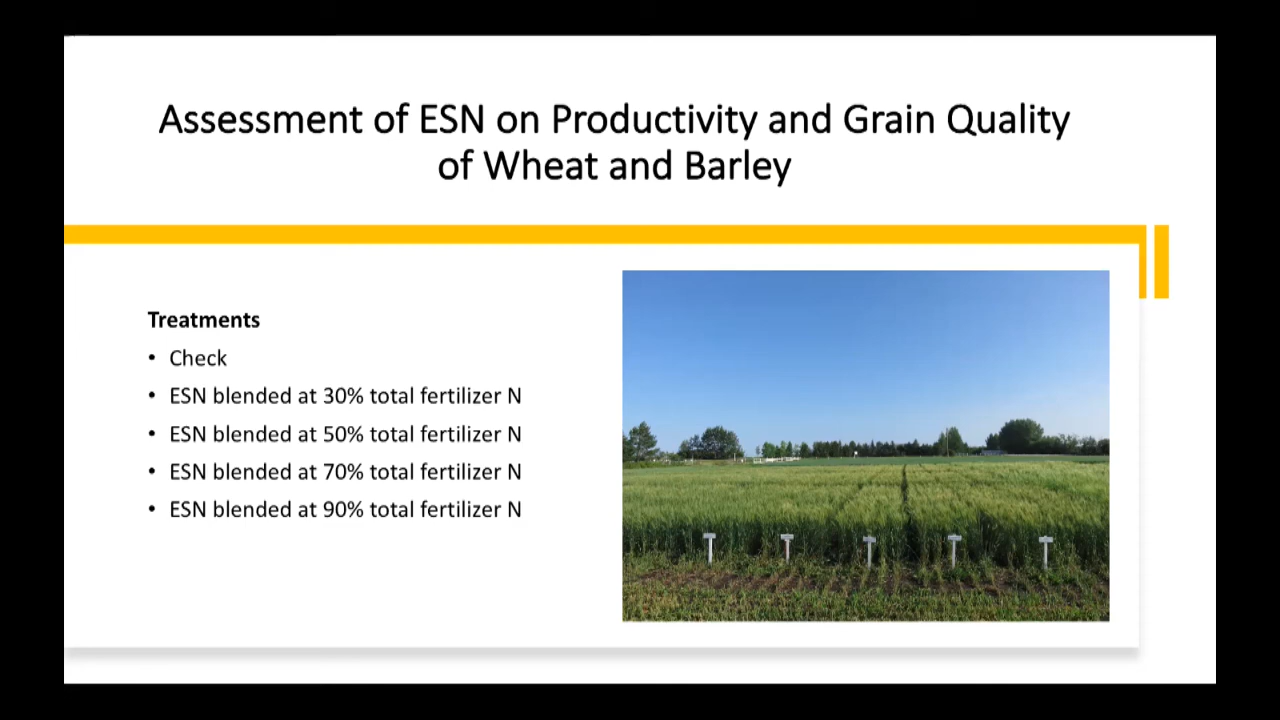 Assessment of ESN on Productivity and Grain Quality
of Wheat and Barley
Treatments
• Check
• ESN blended at 30% total fertilizer N
• ESN blended at 50% total fertilizer N
• ESN blended at 70% total fertilizer N
• ESN blended at 90% total fertilizer N